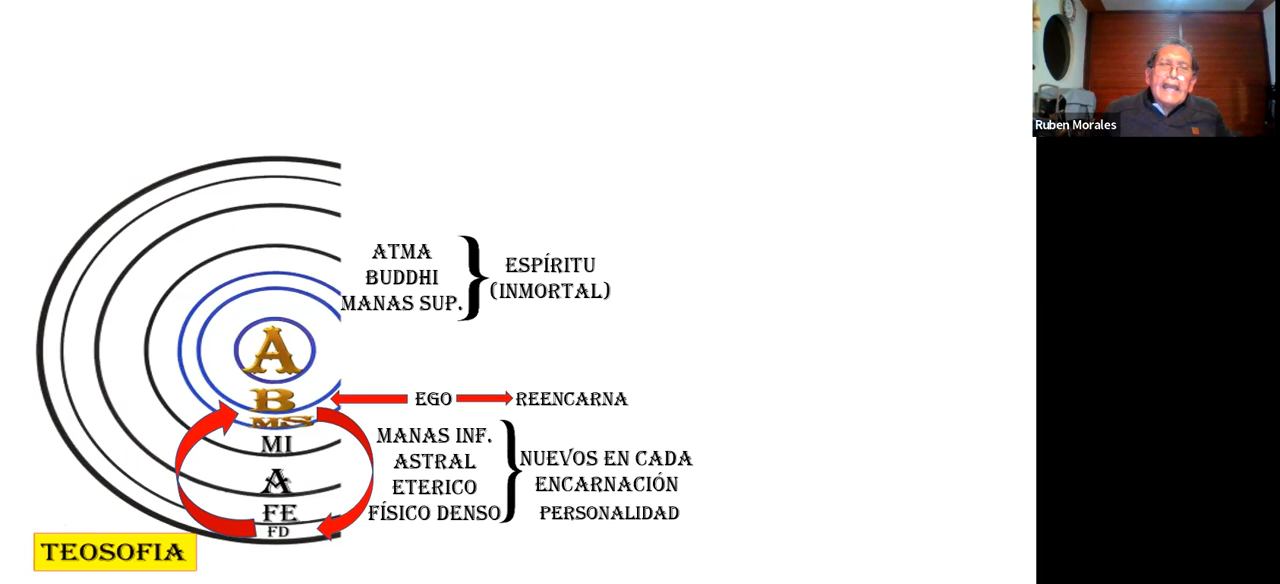 Ruben Morales
ATMA
BUDDHI
MANAS SUP.
ESPÍRITU
(INMORTAL)
A
B
MS
EGO
REENCARNA
MI
A
FE
FD
MANAS INF.
ASTRAL
ETERICO
FÍSICO DENSO
NUEVOS EN CADA
ENCARNACIÓN
PERSONALIDAD
TEOSOFIA